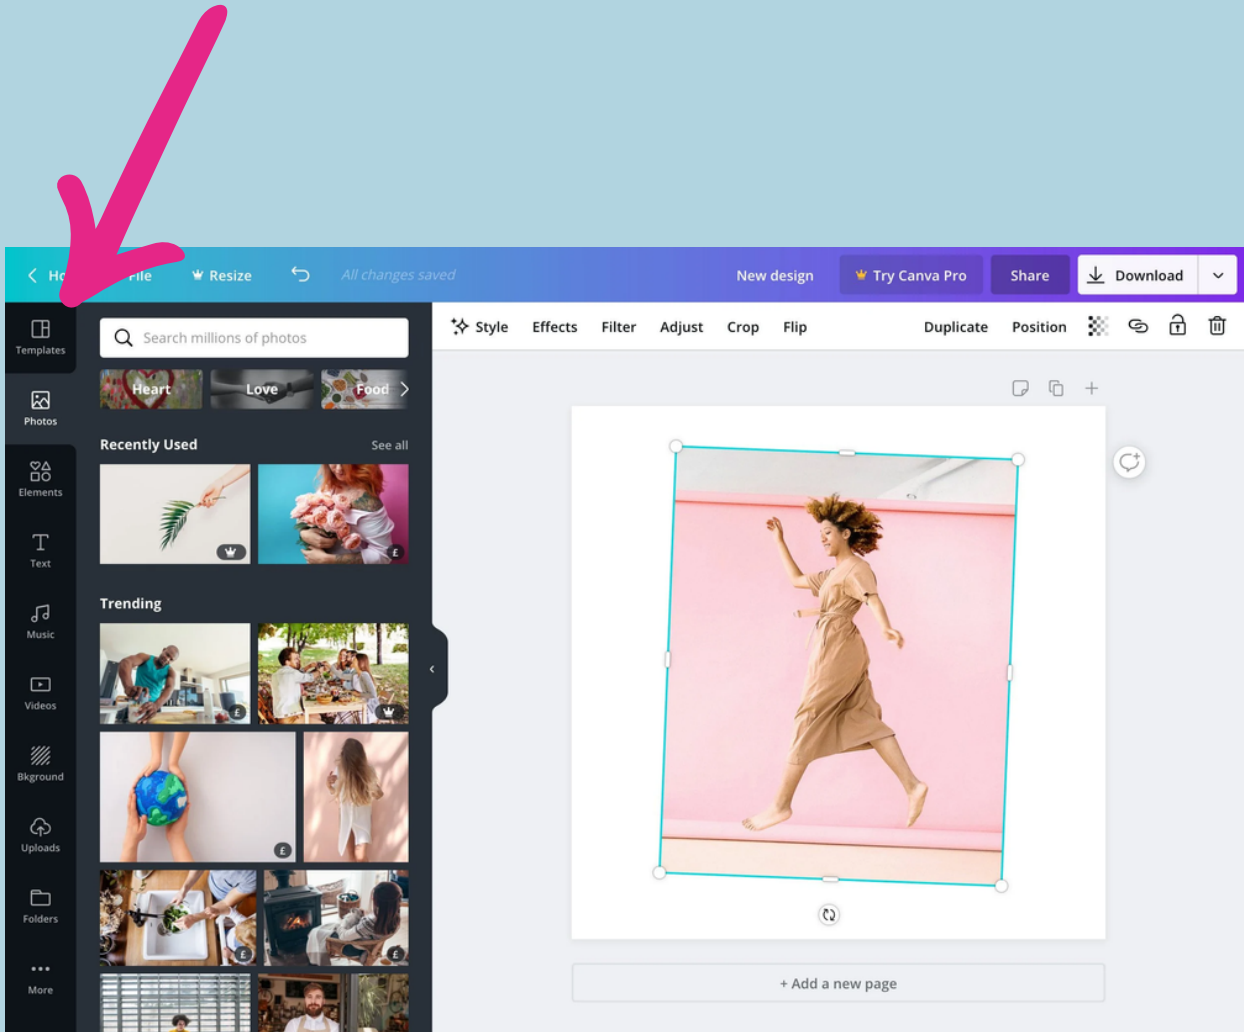 File Resize All changes saved New design Try Canva Pro Share Download
Templates
Photos
Elements
Text
Music
Videos
Bkground
Uploads
Folders
More
Search millions of photos
Heart Love Food
Recently Used See all
£
Trending
£
£
£ £
Style Effects Filter Adjust Crop Flip Duplicate Position
+ Add a new page